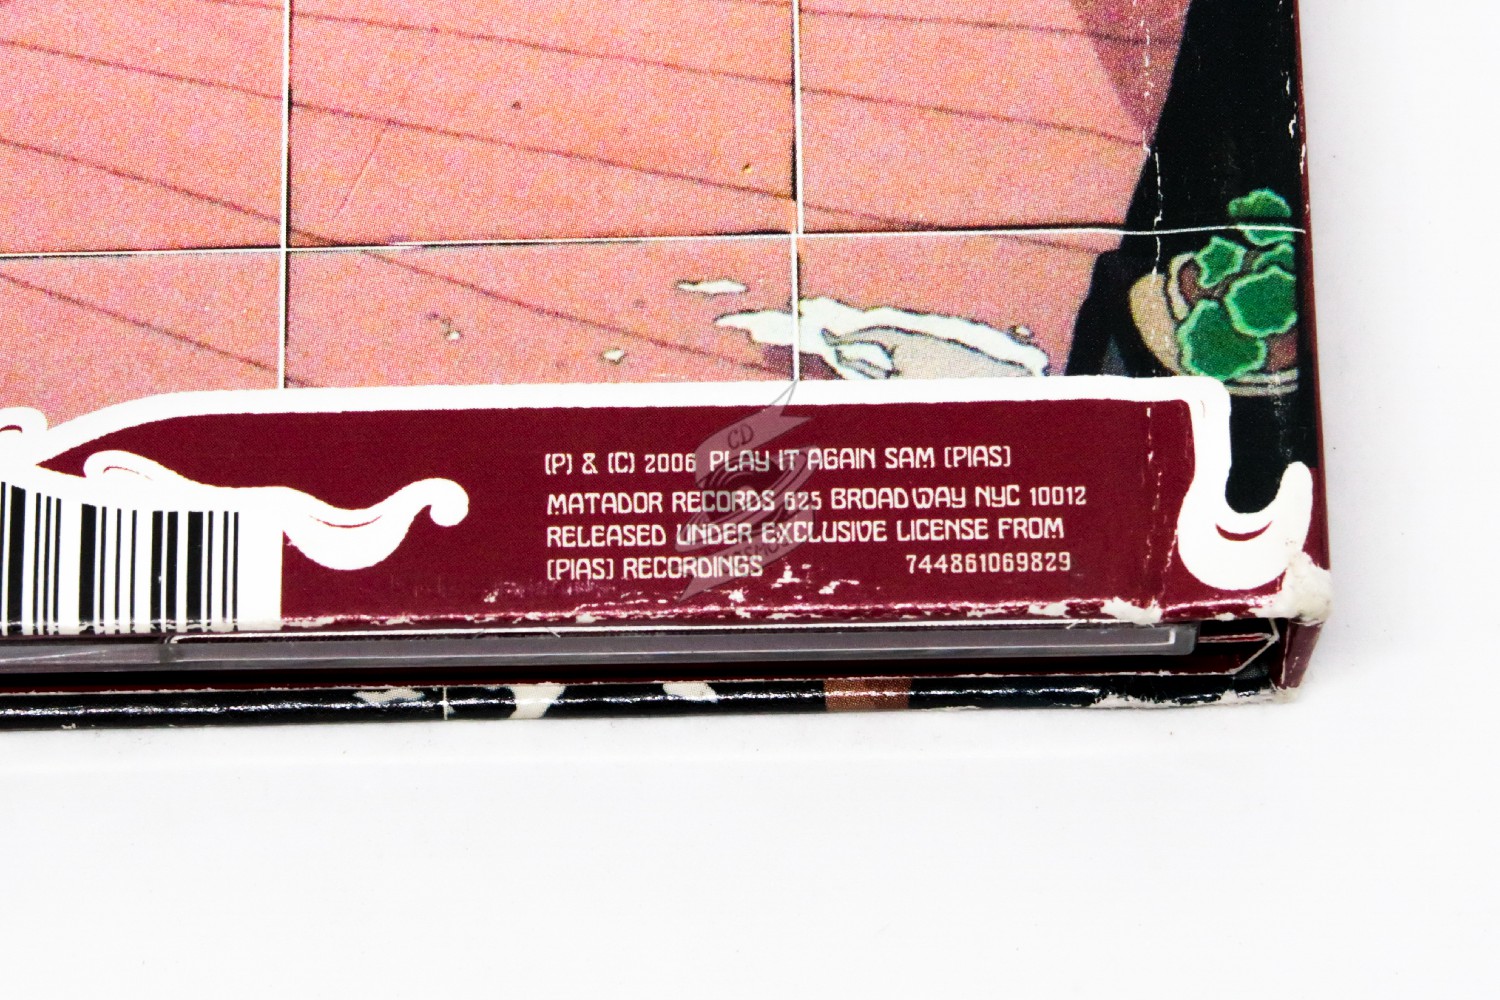 (P) & (C) 2006 PLAY IT AGAIN SAM [PIAS]
MATADOR RECORDS 625 BROADWAY NYC 10012
RELEASED UNDER EXCLUSIVE LICENSE FROM
[PIAS] RECORDINGS 744861069829
CD